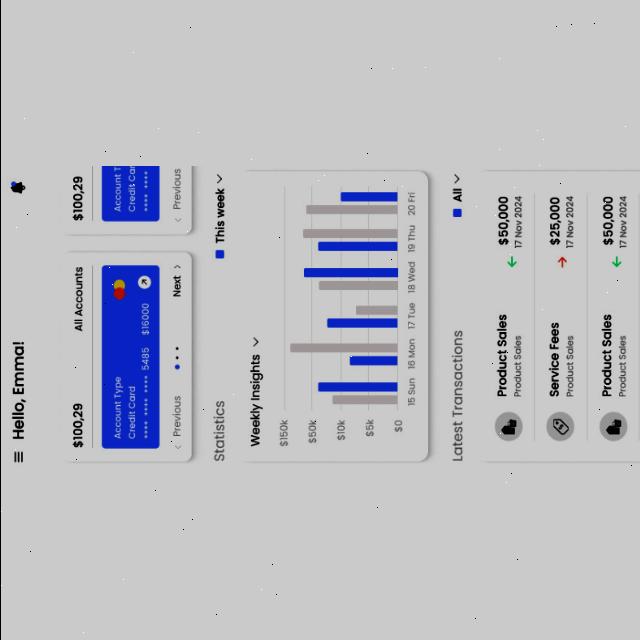 Hello, Emma!
$100,29 All Accounts
Account Type
Credit Card
**** **** **** 5485 $16000
< Previous Next >
$100,29
Account T
Credit Car
**** ****
< Previous
Statistics This week
Weekly Insights
$150k
$50k
$10k
$5k
$0
15 Sun 16 Mon 17 Tue 18 Wed 19 Thu 20 Fri
Latest Transactions All
Product Sales $50,000
Product Sales 17 Nov 2024
Service Fees $25,000
Product Sales 17 Nov 2024
Product Sales $50,000
Product Sales 17 Nov 2024